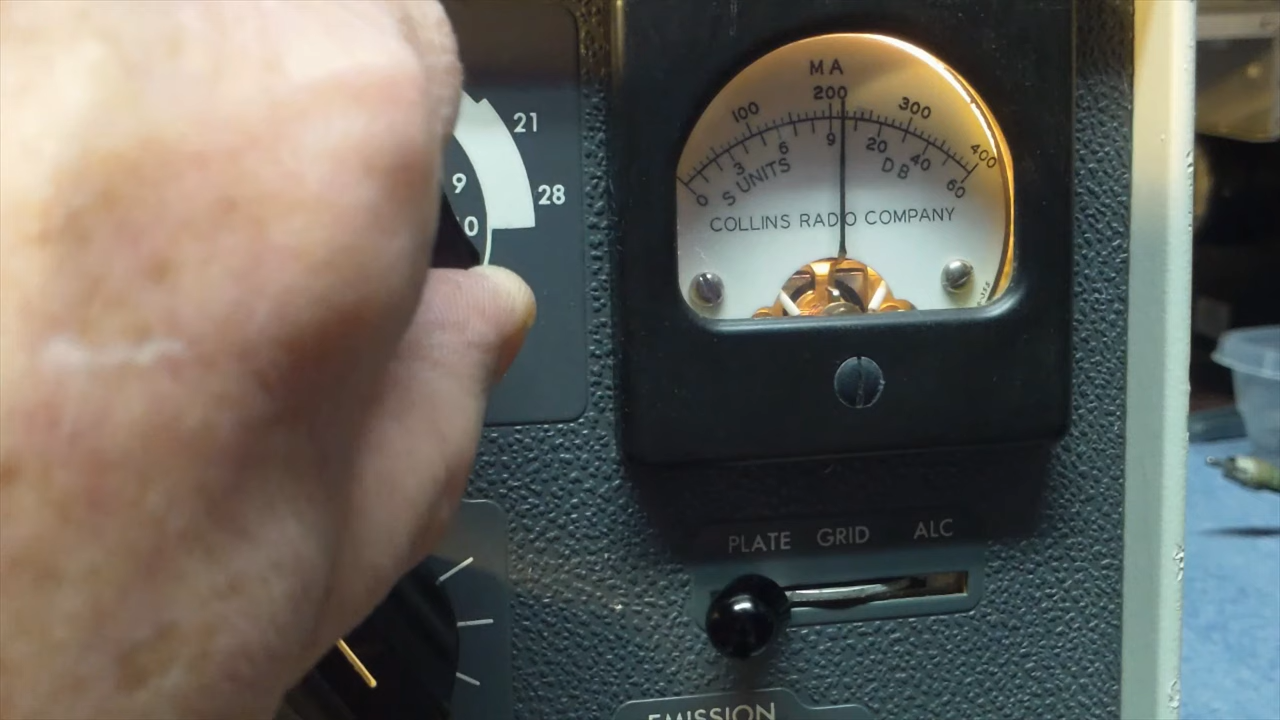 MA
100 200 300 400
0 3 6 9 20 40 60
S UNITS DB
COLLINS RADIO COMPANY
21
28
9
PLATE GRID ALC
EMISSION